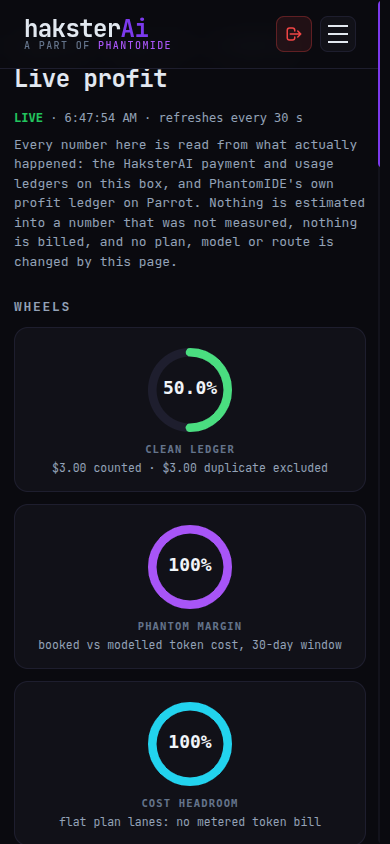 haksterAi
A PART OF PHANTOMIDE
Live profit
LIVE · 6:47:54 AM · refreshes every 30 s
Every number here is read from what actually
happened: the HaksterAI payment and usage
ledgers on this box, and PhantomIDE's own
profit ledger on Parrot. Nothing is estimated
into a number that was not measured, nothing
is billed, and no plan, model or route is
changed by this page.
WHEELS
50.0%
CLEAN LEDGER
$3.00 counted · $3.00 duplicate excluded
100%
PHANTOM MARGIN
booked vs modelled token cost, 30-day window
100%
COST HEADROOM
flat plan lanes: no metered token bill